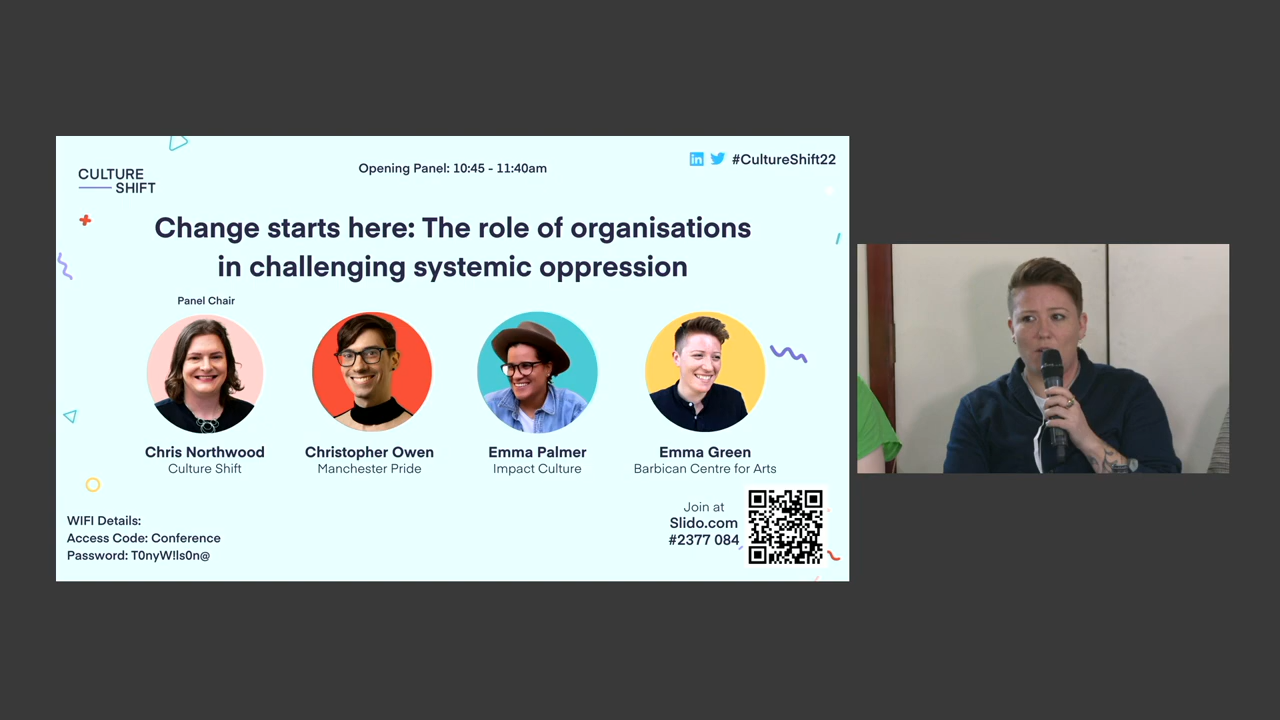 CULTURE
SHIFT
Opening Panel: 10:45 - 11:40am
#CultureShift22
Change starts here: The role of organisations
in challenging systemic oppression
Panel Chair
Chris Northwood
Culture Shift
Christopher Owen
Manchester Pride
Emma Palmer
Impact Culture
Emma Green
Barbican Centre for Arts
WIFI Details:
Access Code: Conference
Password: T0nyW!ls0n@
Join at
Slido.com
#2377 084